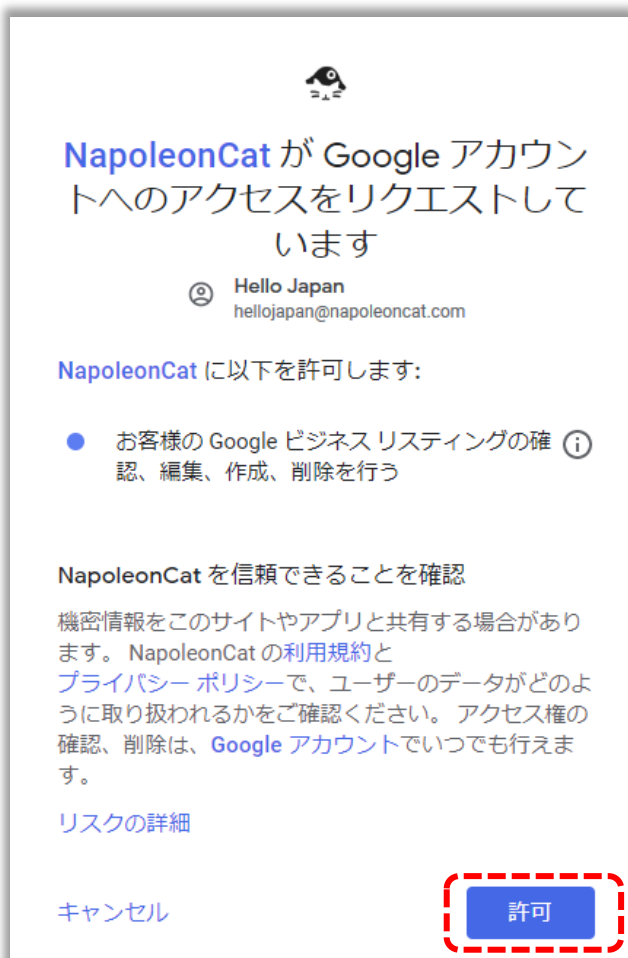 NapoleonCat が Google アカウン
トへのアクセスをリクエストして
います
Hello Japan
hellojapan@napoleoncat.com
NapoleonCat に以下を許可します:
お客様の Google ビジネス リスティングの確
認、編集、作成、削除を行う
NapoleonCat を信頼できることを確認
機密情報をこのサイトやアプリと共有する場合があり
ます。 NapoleonCat の利用規約と
プライバシー ポリシーで、ユーザーのデータがどのよ
うに取り扱われるかをご確認ください。 アクセス権の
確認、削除は、Google アカウントでいつでも行えま
す。
リスクの詳細
キャンセル
許可